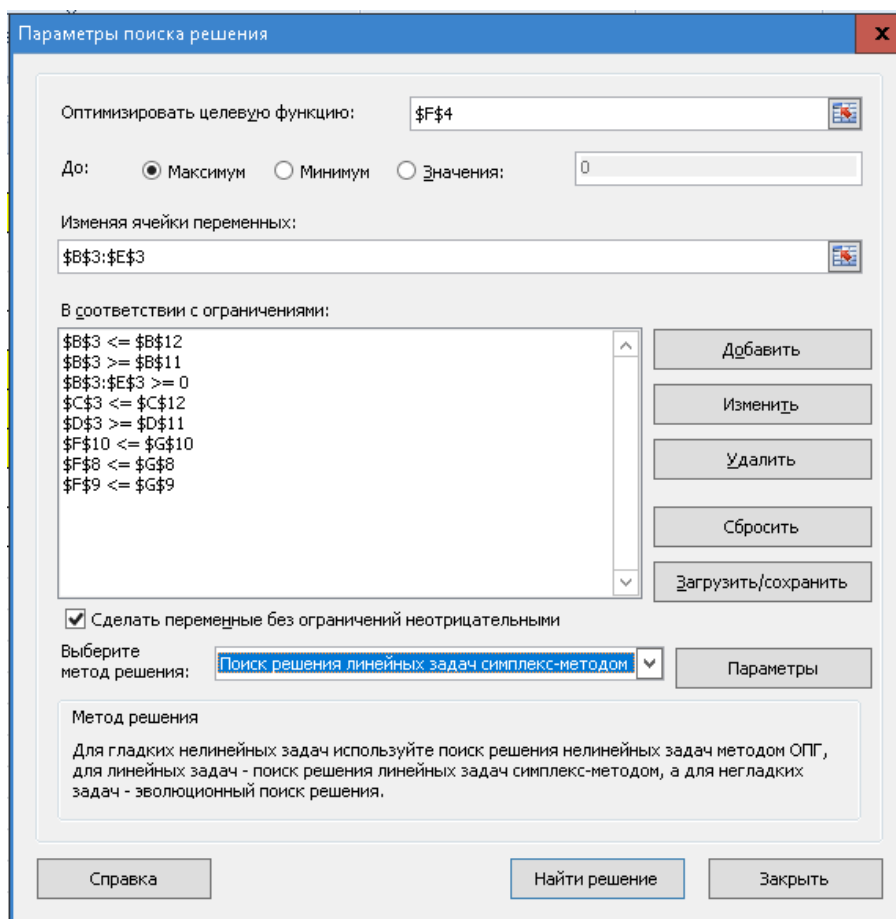 Параметры поиска решения
x
Оптимизировать целевую функцию:
$F$4
До:
Максимум
Минимум
Значения:
0
Изменяя ячейки переменных:
$B$3:$E$3
В соответствии с ограничениями:
$B$3 <= $B$12
$B$3 >= $B$11
$B$3:$E$3 >= 0
$C$3 <= $C$12
$D$3 >= $D$11
$F$10 <= $G$10
$F$8 <= $G$8
$F$9 <= $G$9
Добавить
Изменить
Удалить
Сбросить
Загрузить/сохранить
Сделать переменные без ограничений неотрицательными
Выберите
метод решения:
Поиск решения линейных задач симплекс-методом
Параметры
Метод решения
Для гладких нелинейных задач используйте поиск решения нелинейных задач методом ОПГ,
для линейных задач - поиск решения линейных задач симплекс-методом, а для негладких
задач - эволюционный поиск решения.
Справка
Найти решение
Закрыть